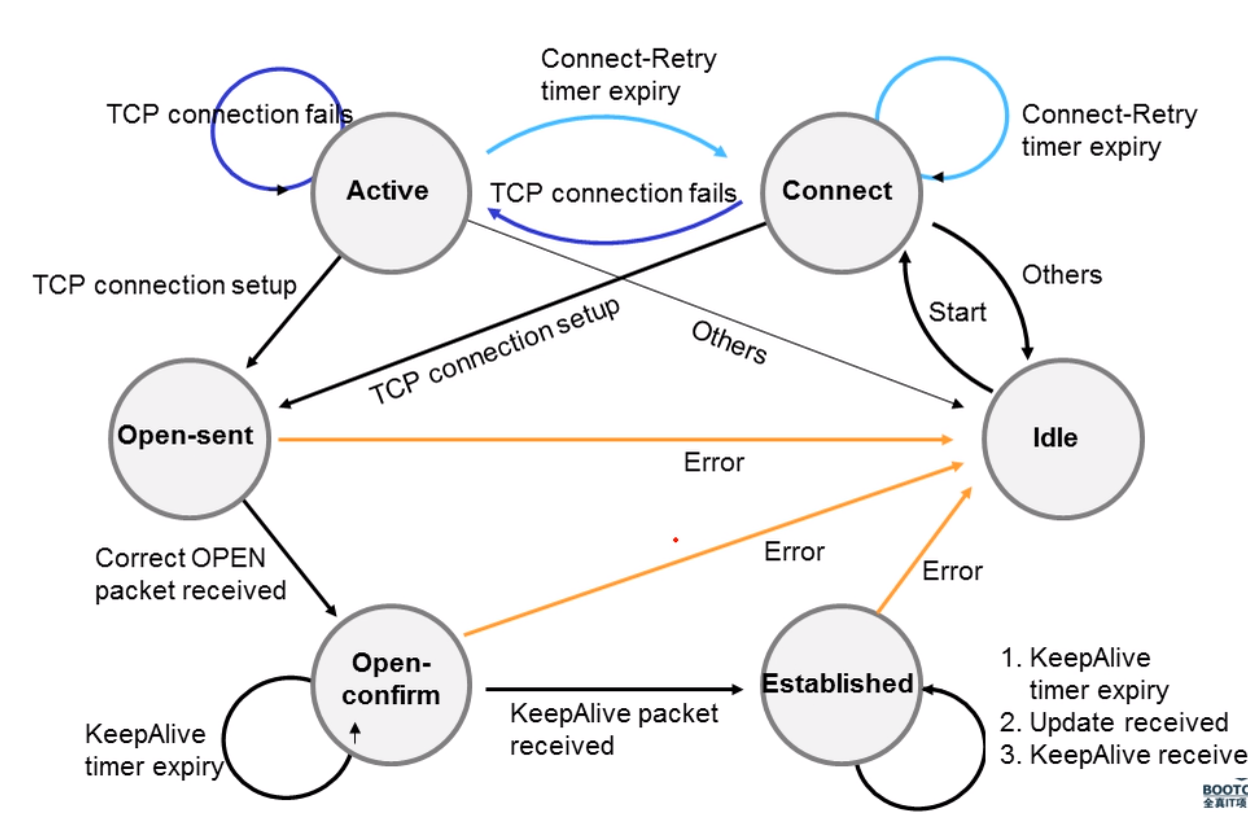 Connect-Retry
timer expiry
TCP connection fails
Connect-Retry
timer expiry
Active
TCP connection fails
Connect
TCP connection setup
Others
Start
TCP connection setup
Others
Open-sent
Idle
Error
Correct OPEN
packet received
Error
Error
Open-
confirm
Established
1. KeepAlive
timer expiry
2. Update received
3. KeepAlive receive
KeepAlive packet
received
KeepAlive
timer expiry
BOOTC
全真IT项